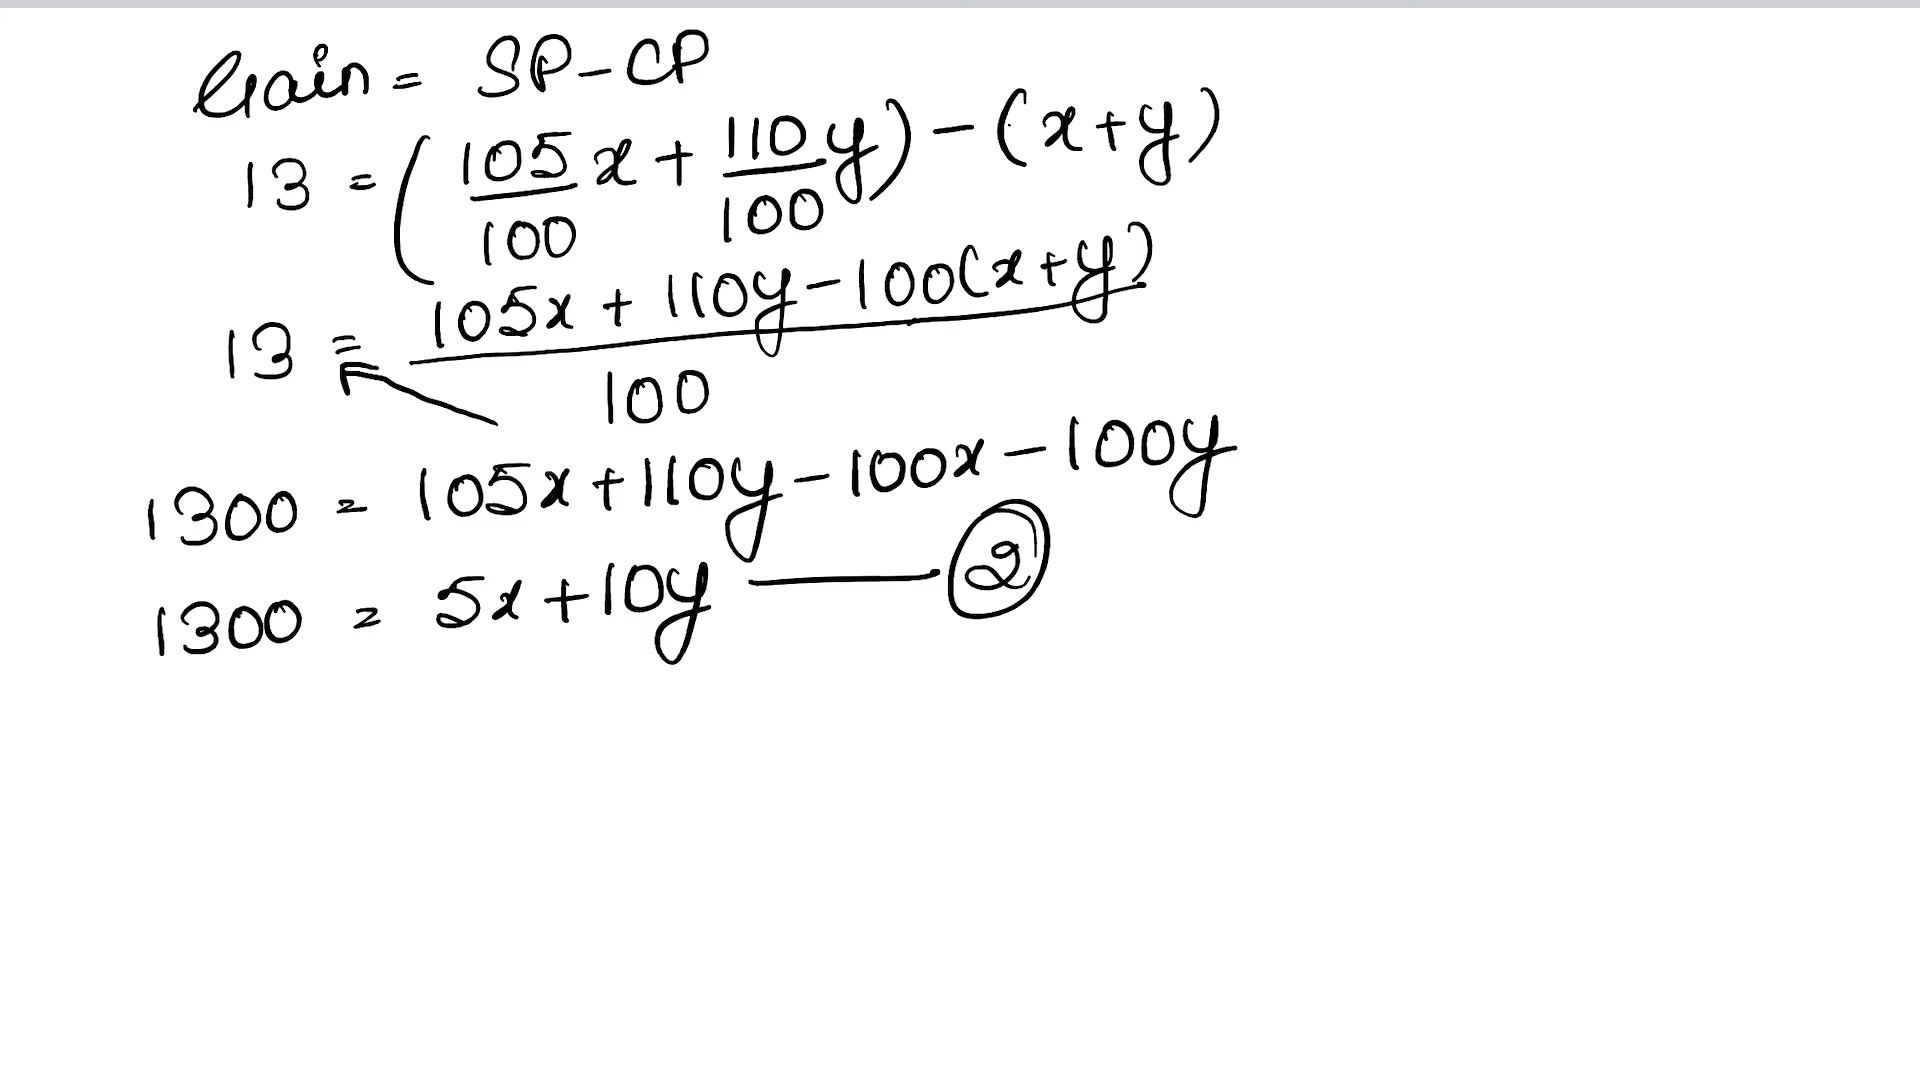 Gain = SP-CP
13 = (105/100 x + 110/100 y) - (x+y)
13 = 105x + 110y - 100(x+y) / 100
1300 = 105x + 110y - 100x - 100y
1300 = 5x + 10y —— ②